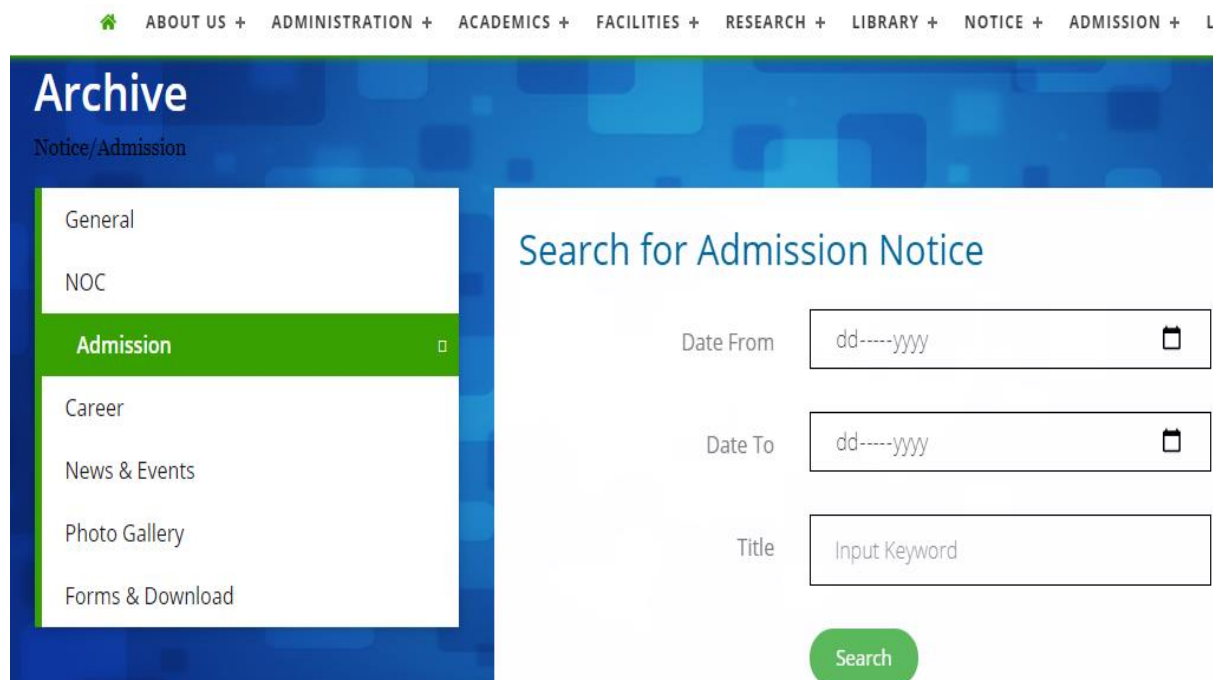 ABOUT US + ADMINISTRATION + ACADEMICS + FACILITIES + RESEARCH + LIBRARY + NOTICE + ADMISSION + L
Archive
Notice/Admission
General
NOC
Admission
Career
News & Events
Photo Gallery
Forms & Download
Search for Admission Notice
Date From dd-----yyyy
Date To dd-----yyyy
Title Input Keyword
Search